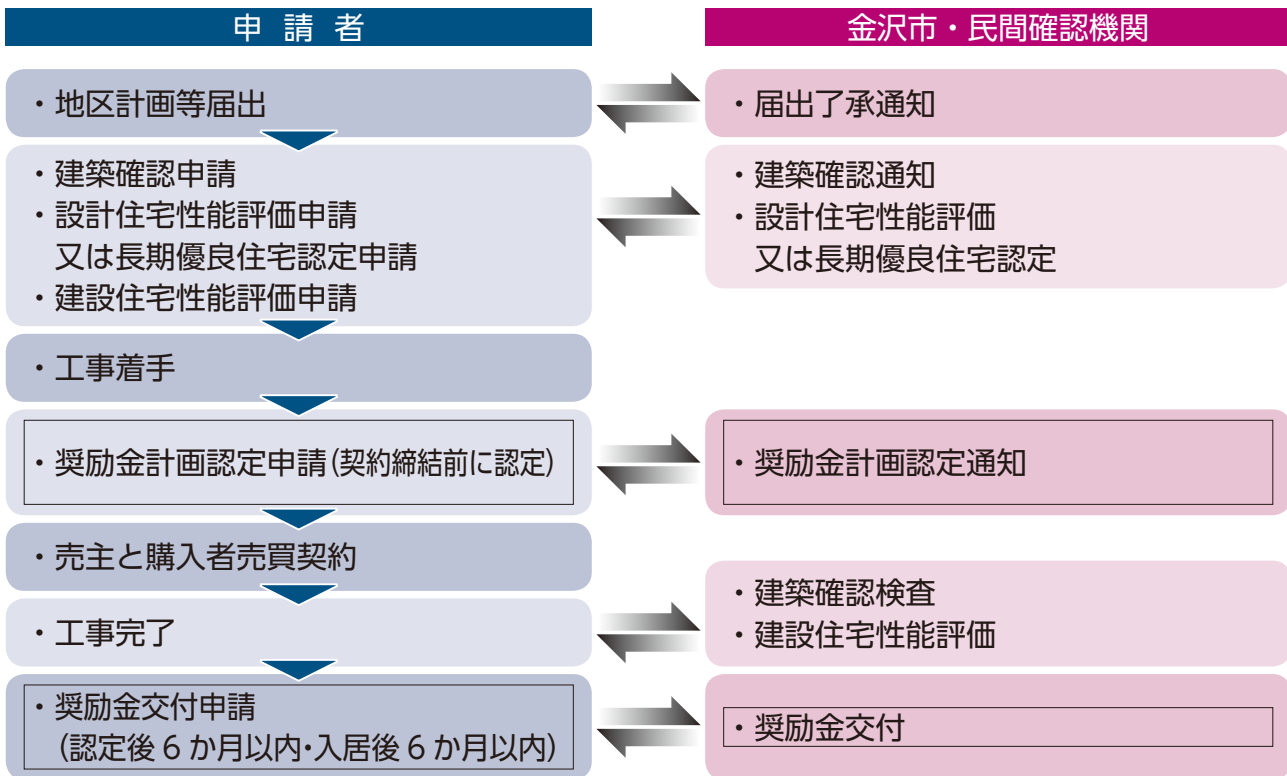 申請者
金沢市・民間確認機関
・地区計画等届出
・届出了承通知
・建築確認申請
・設計住宅性能評価申請
又は長期優良住宅認定申請
・建設住宅性能評価申請
・建築確認通知
・設計住宅性能評価
又は長期優良住宅認定
・工事着手
・奨励金計画認定申請(契約締結前に認定)
・奨励金計画認定通知
・売主と購入者売買契約
・工事完了
・建築確認検査
・建設住宅性能評価
・奨励金交付申請
(認定後6か月以内・入居後6か月以内)
・奨励金交付